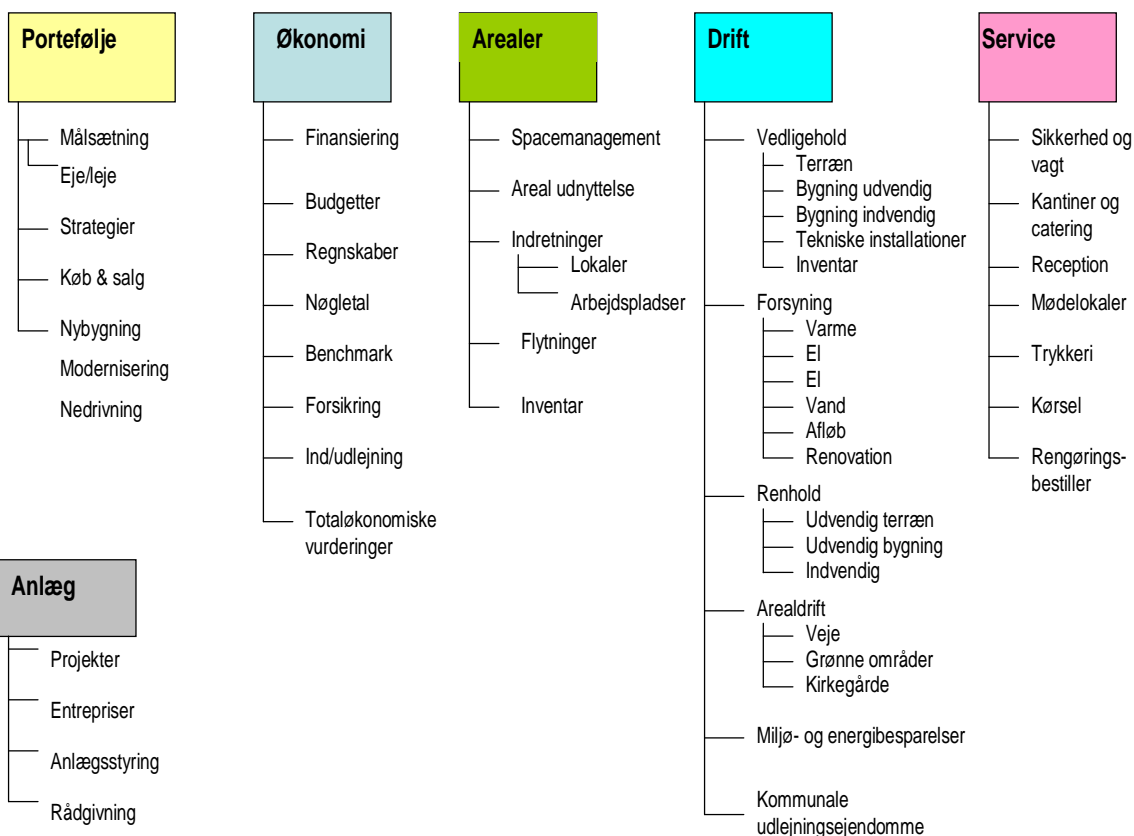 Portefølje
Målsætning
Eje/leje
Strategier
Køb & salg
Nybygning
Modernisering
Nedrivning
Økonomi
Finansiering
Budgetter
Regnskaber
Nøgletal
Benchmark
Forsikring
Ind/udlejning
Totaløkonomiske
vurderinger
Arealer
Spacemanagement
Areal udnyttelse
Indretninger
Lokaler
Arbejdspladser
Flytninger
Inventar
Drift
Vedligehold
Terræn
Bygning udvendig
Bygning indvendig
Tekniske installationer
Inventar
Forsyning
Varme
El
El
Vand
Afløb
Renovation
Renhold
Udvendig terræn
Udvendig bygning
Indvendig
Arealdrift
Veje
Grønne områder
Kirkegårde
Miljø- og energibesparelser
Kommunale
udlejningsejendomme
Service
Sikkerhed og
vagt
Kantiner og
catering
Reception
Mødelokaler
Trykkeri
Kørsel
Rengørings-
bestiller
Anlæg
Projekter
Entrepriser
Anlægsstyring
Rådgivning